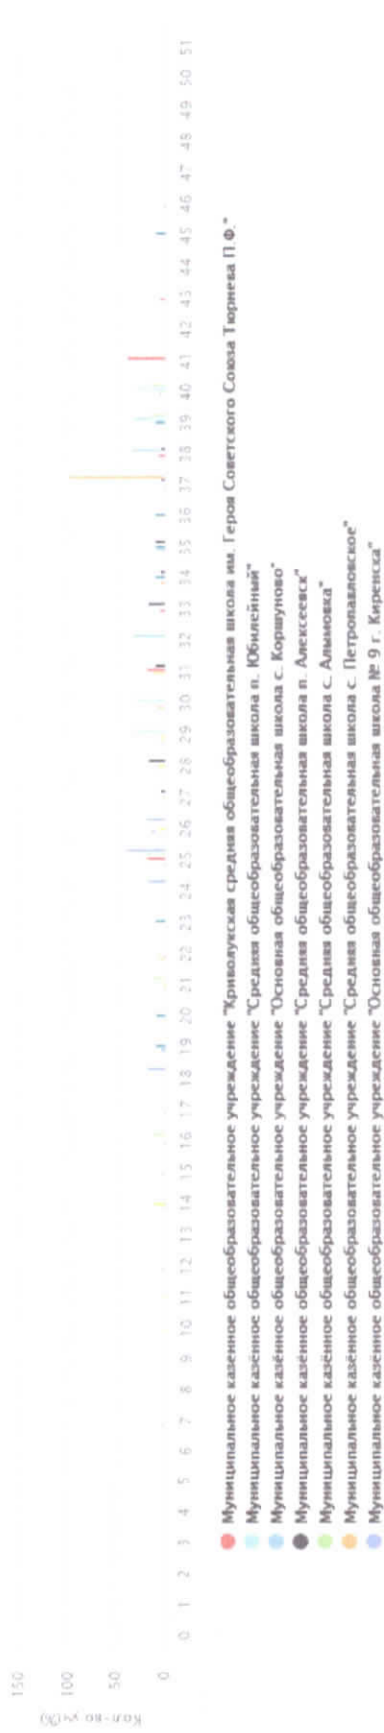 Кол-во уч(%)
150
100
50
0
0 1 2 3 4 5 6 7 8 9 10 11 12 13 14 15 16 17 18 19 20 21 22 23 24 25 26 27 28 29 30 31 32 33 34 35 36 37 38 39 40 41 42 43 44 45 46 47 48 49 50 51
Муниципальное казённое общеобразовательное учреждение "Криволукская средняя общеобразовательная школа им. Героя Советского Союза Тюрнева П.Ф."
Муниципальное казённое общеобразовательное учреждение "Средняя общеобразовательная школа п. Юбилейный"
Муниципальное казённое общеобразовательное учреждение "Основная общеобразовательная школа с. Коршуново"
Муниципальное казённое общеобразовательное учреждение "Средняя общеобразовательная школа п. Алексеевск"
Муниципальное казённое общеобразовательное учреждение "Средняя общеобразовательная школа с. Алымовка"
Муниципальное казённое общеобразовательное учреждение "Средняя общеобразовательная школа с. Петропавловское"
Муниципальное казённое общеобразовательное учреждение "Основная общеобразовательная школа № 9 г. Киренска"